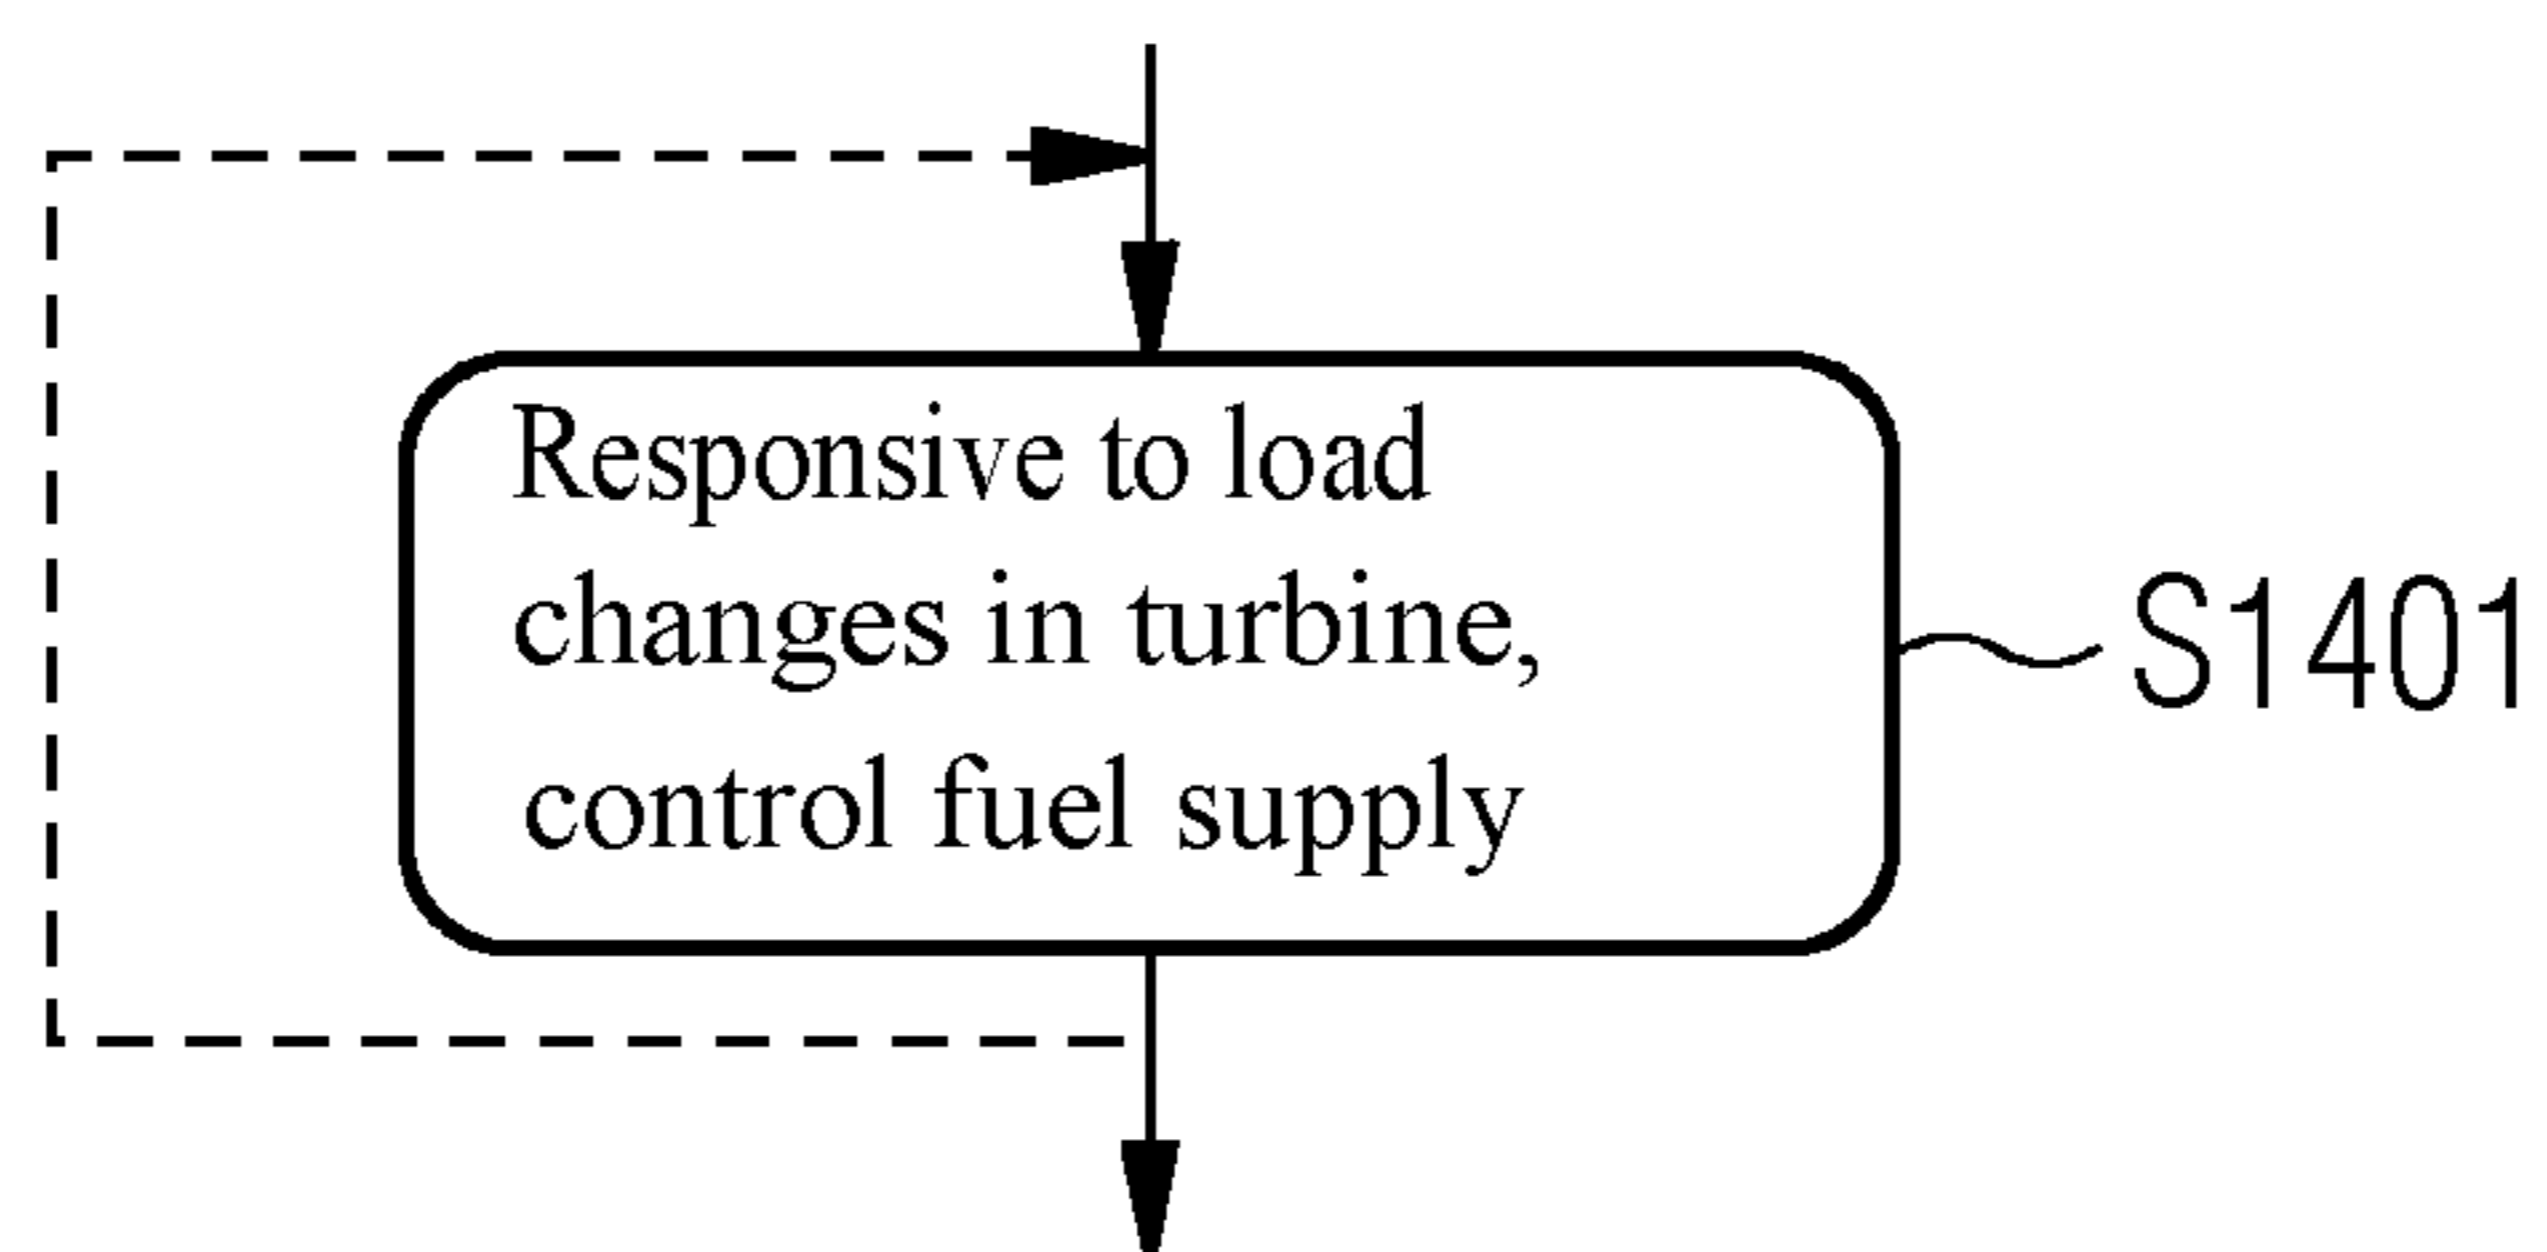 Responsive to load
changes in turbine,
control fuel supply
S1401